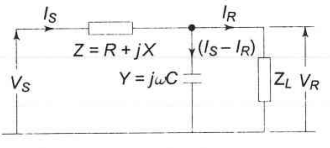 I_S
I_R
Z = R + jX
(I_S – I_R)
V_S
Y = jωC
Z_L
V_R